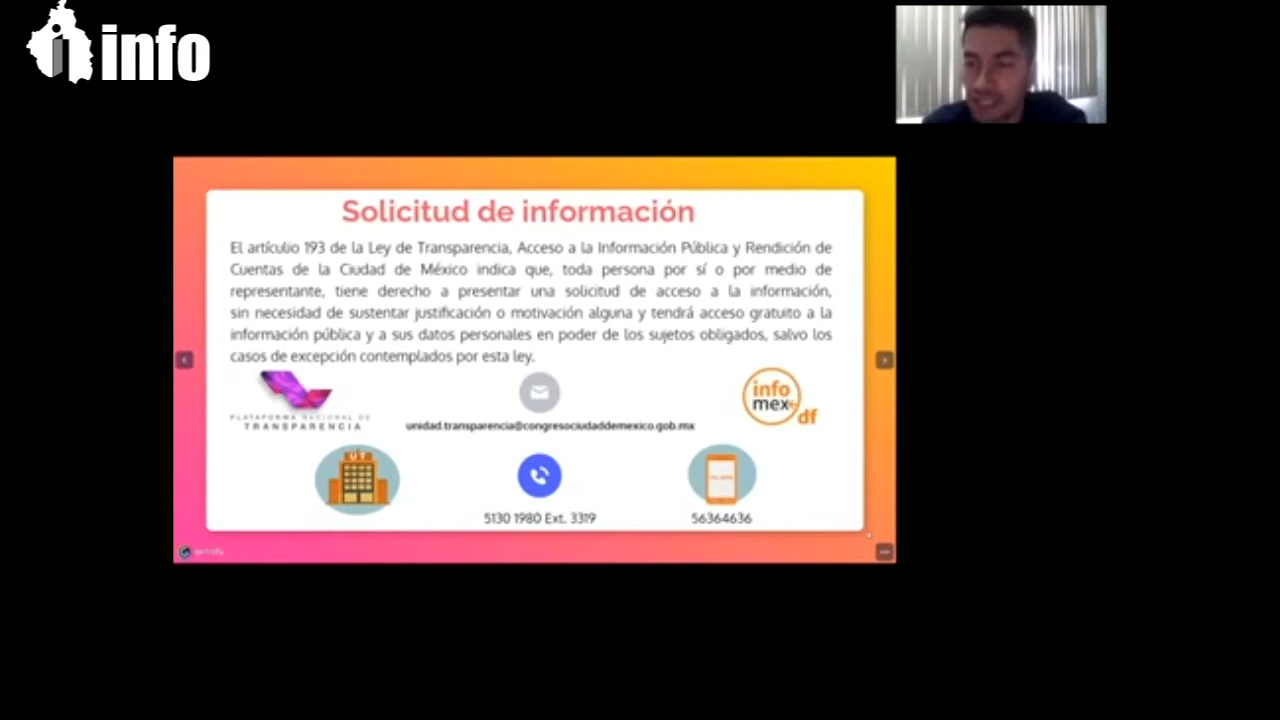 info
Solicitud de información
El artículio 193 de la Ley de Transparencia, Acceso a la Información Pública y Rendición de
Cuentas de la Ciudad de México indica que, toda persona por sí o por medio de
representante, tiene derecho a presentar una solicitud de acceso a la información,
sin necesidad de sustentar justificación o motivación alguna y tendrá acceso gratuito a la
información pública y a sus datos personales en poder de los sujetos obligados, salvo los
casos de excepción contemplados por esta ley.
PLATAFORMA NACIONAL DE
TRANSPARENCIA
unidad.transparencia@congresociudaddemexico.gob.mx
info
mex
df
UT
5130 1980 Ext. 3319
56364636